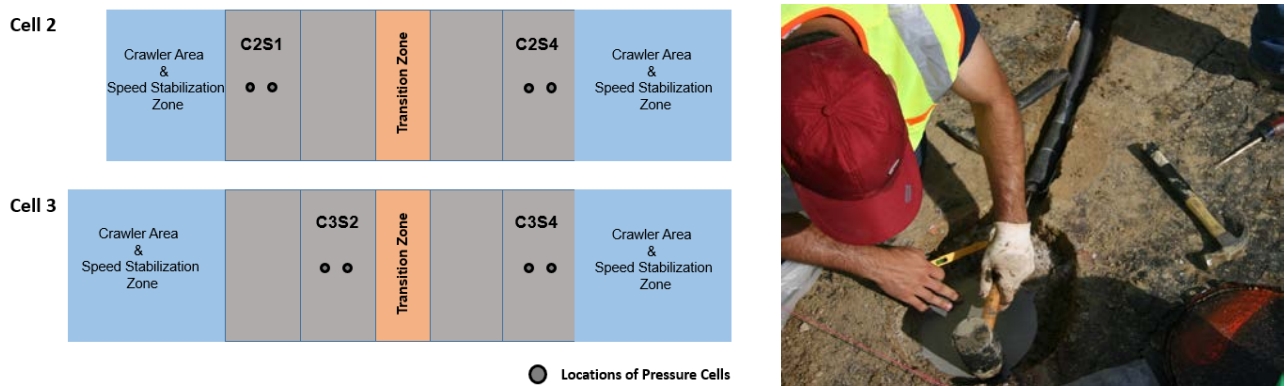 Cell 2
Crawler Area
&
Speed Stabilization
Zone
C2S1
Transition Zone
C2S4
Crawler Area
&
Speed Stabilization
Zone
Cell 3
Crawler Area
&
Speed Stabilization
Zone
C3S2
Transition Zone
C3S4
Crawler Area
&
Speed Stabilization
Zone
Locations of Pressure Cells